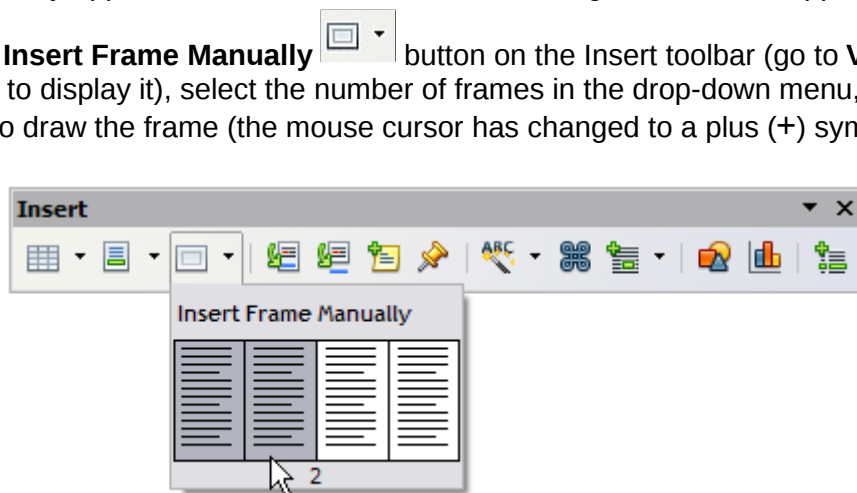 Insert Frame Manually button on the Insert toolbar (go to
to display it), select the number of frames in the drop-down menu,
draw the frame (the mouse cursor has changed to a plus (+)
Insert
ABC
Insert Frame Manually
2